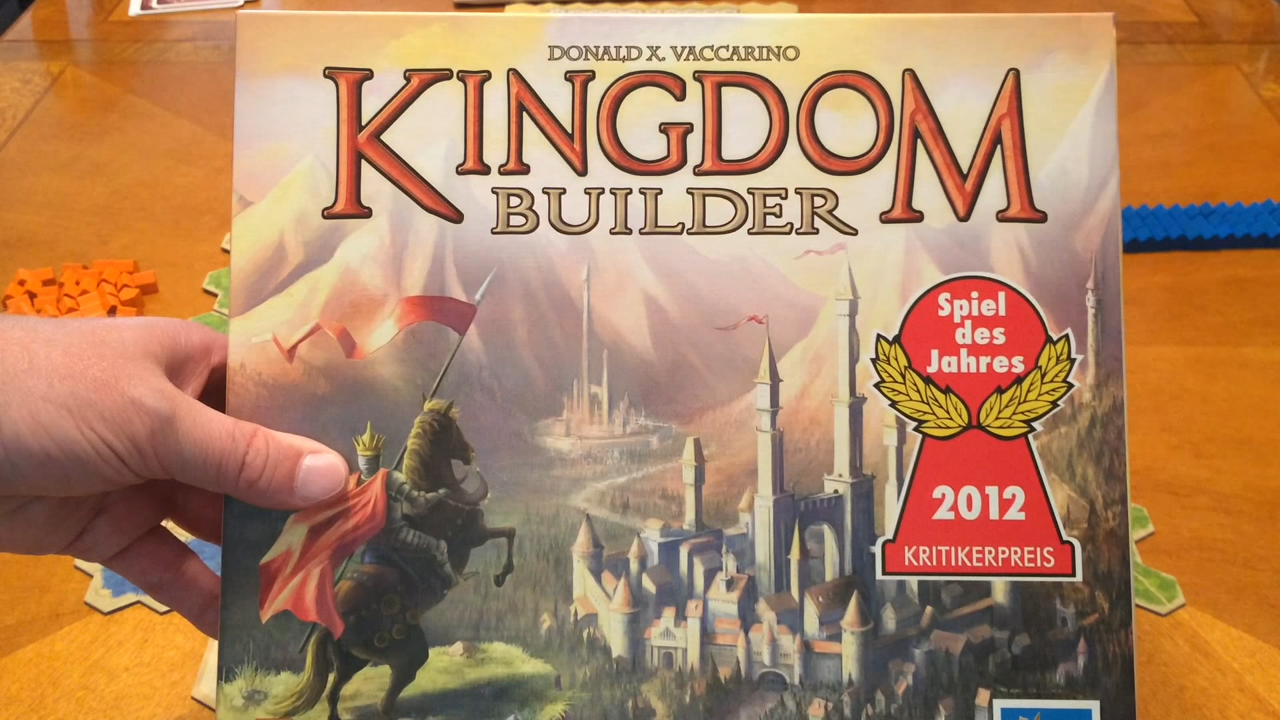 DONALD X. VACCARINO
KINGDOM
BUILDER
Spiel
des
Jahres
2012
KRITIKERPREIS